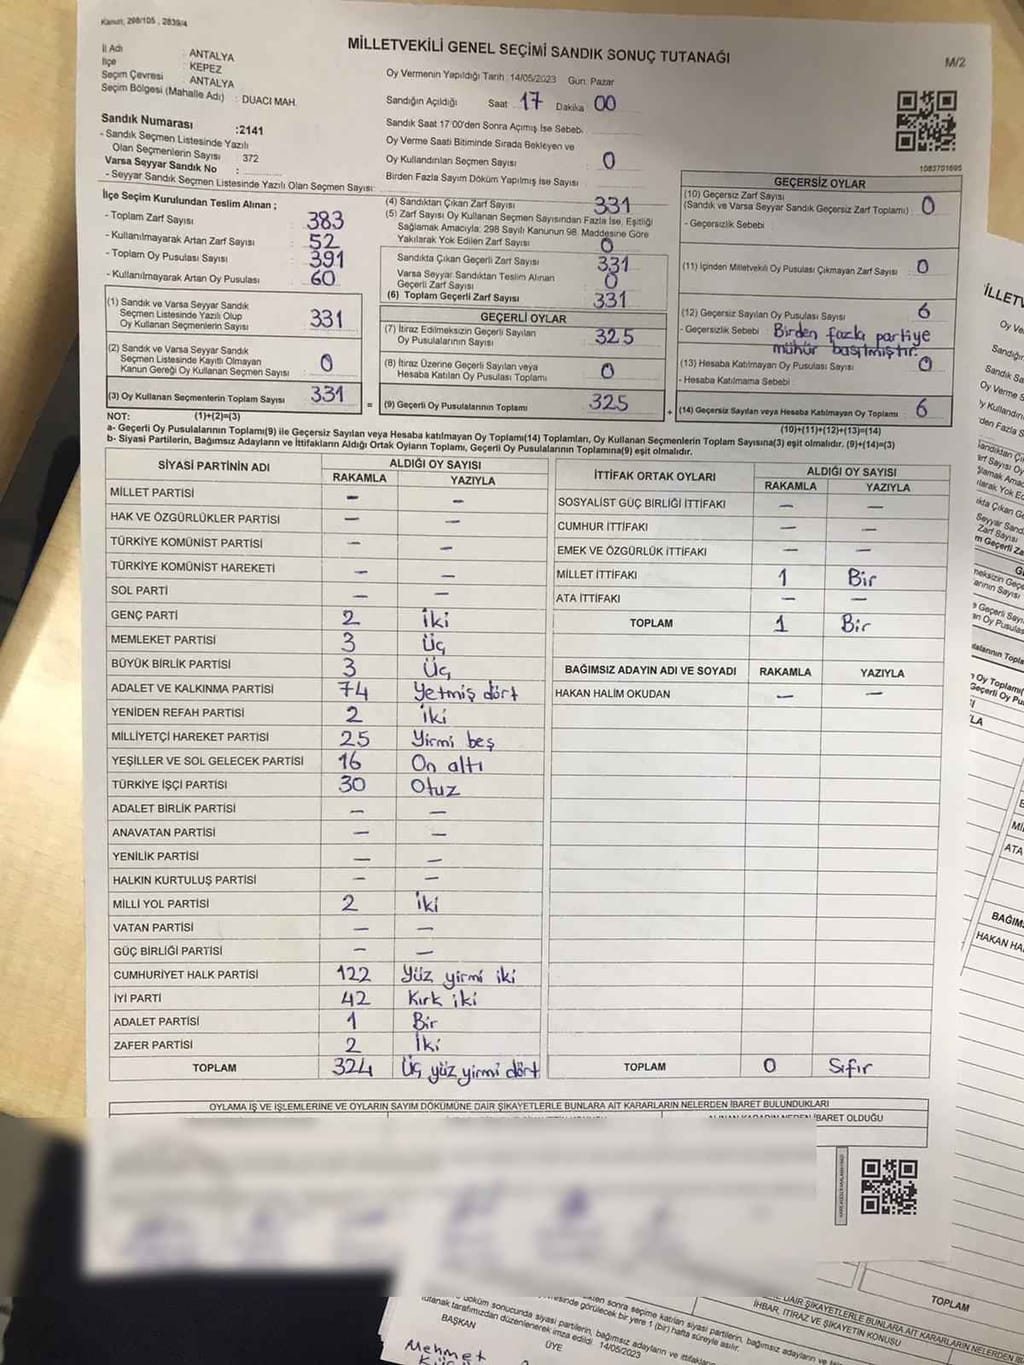 Kanun, 298/105 , 2839/4
MİLLETVEKİLİ GENEL SEÇİMİ SANDIK SONUÇ TUTANAĞI
M/2
İl Adı : ANTALYA
İlçe : KEPEZ
Seçim Çevresi : ANTALYA
Seçim Bölgesi (Mahalle Adı) : DUACI MAH.
Sandık Numarası :2141
- Sandık Seçmen Listesinde Yazılı
Olan Seçmenlerin Sayısı : 372
Varsa Seyyar Sandık No :
- Seyyar Sandık Seçmen Listesinde Yazılı Olan Seçmen Sayısı:
Oy Vermenin Yapıldığı Tarih : 14/05/2023 Gün: Pazar
Sandığın Açıldığı Saat 17 Dakika 00
Sandık Saat 17:00'den Sonra Açımış İse Sebebi
Oy Verme Saati Bitiminde Sırada Bekleyen ve
Oy Kullandırılan Seçmen Sayısı 0
Birden Fazla Sayım Döküm Yapılmış İse Sayısı
1083701695
İlçe Seçim Kurulundan Teslim Alınan ;
- Toplam Zarf Sayısı 383
- Kullanılmayarak Artan Zarf Sayısı 52
- Toplam Oy Pusulası Sayısı 391
- Kullanılmayarak Artan Oy Pusulası 60
(1) Sandık ve Varsa Seyyar Sandık
Seçmen Listesinde Yazılı Olup
Oy Kullanan Seçmenlerin Sayısı 331
(2) Sandık ve Varsa Seyyar Sandık
Seçmen Listesinde Kayıtlı Olmayan
Kanun Gereği Oy Kullanan Seçmen Sayısı 0
(3) Oy Kullanan Seçmenlerin Toplam Sayısı 331
(4) Sandıktan Çıkan Zarf Sayısı 331
(5) Zarf Sayısı Oy Kullanan Seçmen Sayısından Fazla İse, Eşitliği
Sağlamak Amacıyla; 298 Sayılı Kanunun 98. Maddesine Göre
Yakılarak Yok Edilen Zarf Sayısı 0
Sandıkta Çıkan Geçerli Zarf Sayısı 331
Varsa Seyyar Sandıktan Teslim Alınan
Geçerli Zarf Sayısı 0
(6) Toplam Geçerli Zarf Sayısı 331
GEÇERLİ OYLAR
(7) İtiraz Edilmeksizin Geçerli Sayılan
Oy Pusulalarının Sayısı 325
(8) İtiraz Üzerine Geçerli Sayılan veya
Hesaba Katılan Oy Pusulası Toplamı 0
= (9) Geçerli Oy Pusulalarının Toplamı 325
GEÇERSİZ OYLAR
(10) Geçersiz Zarf Sayısı
(Sandık ve Varsa Seyyar Sandık Geçersiz Zarf Toplamı) 0
- Geçersizlik Sebebi :
(11) İçinden Milletvekili Oy Pusulası Çıkmayan Zarf Sayısı 0
(12) Geçersiz Sayılan Oy Pusulası Sayısı 6
- Geçersizlik Sebebi : Birden fazla partiye
mühür basıtmıştır.
(13) Hesaba Katılmayan Oy Pusulası Sayısı 0
- Hesaba Katılmama Sebebi
+ (14) Geçersiz Sayılan veya Hesaba Katılmayan Oy Toplamı 6
NOT: (1)+(2)=(3)
(10)+(11)+(12)+(13)=(14)
a- Geçerli Oy Pusulalarının Toplamı(9) ile Geçersiz Sayılan veya Hesaba katılmayan Oy Toplamı(14) Toplamları, Oy Kullanan Seçmenlerin Toplam Sayısına(3) eşit olmalıdır. (9)+(14)=(3)
b- Siyasi Partilerin, Bağımsız Adayların ve İttifakların Aldığı Ortak Oyların Toplamı, Geçerli Oy Pusulalarının Toplamına(9) eşit olmalıdır.
SİYASİ PARTİNİN ADI ALDIĞI OY SAYISI
RAKAMLA YAZIYLA
MİLLET PARTİSI – –
HAK VE ÖZGÜRLÜKLER PARTİSİ – –
TÜRKİYE KOMÜNİST PARTİSİ – –
TÜRKİYE KOMÜNİST HAREKETİ – –
SOL PARTİ – –
GENÇ PARTİ 2 İki
MEMLEKET PARTİSİ 3 Üç
BÜYÜK BİRLİK PARTİSİ 3 Üç
ADALET VE KALKINMA PARTİSİ 74 Yetmiş dört
YENİDEN REFAH PARTİSİ 2 İki
MİLLİYETÇİ HAREKET PARTİSİ 25 Yirmi beş
YEŞİLLER VE SOL GELECEK PARTİSİ 16 On altı
TÜRKİYE İŞÇİ PARTİSİ 30 Otuz
ADALET BİRLİK PARTİSİ – –
ANAVATAN PARTİSİ – –
YENİLİK PARTİSİ – –
HALKIN KURTULUŞ PARTİSİ – –
MİLLİ YOL PARTİSİ 2 İki
VATAN PARTİSİ – –
GÜÇ BİRLİĞİ PARTİSİ – –
CUMHURİYET HALK PARTİSİ 122 Yüz yirmi iki
İYİ PARTİ 42 Kırk iki
ADALET PARTİSİ 1 Bir
ZAFER PARTİSİ 2 İki
TOPLAM 324 Üç yüz yirmi dört
İTTİFAK ORTAK OYLARI ALDIĞI OY SAYISI
RAKAMLA YAZIYLA
SOSYALİST GÜÇ BİRLİĞİ İTTİFAKI – –
CUMHUR İTTİFAKI – –
EMEK VE ÖZGÜRLÜK İTTİFAKI – –
MİLLET İTTİFAKI 1 Bir
ATA İTTİFAKI – –
TOPLAM 1 Bir
BAĞIMSIZ ADAYIN ADI VE SOYADI RAKAMLA YAZIYLA
HAKAN HALİM OKUDAN – –
TOPLAM 0 Sıfır
OYLAMA İŞ VE İŞLEMLERİNE VE OYLARIN SAYIM DÖKÜMÜNE DAİR ŞİKAYETLERLE BUNLARA AİT KARARLARIN NELERDEN İBARET BULUNDUKLARI
İBARET OLDUĞU
TOPLAM
DAİR ŞİKAYETLERLE BUNLARA AİT KARARLARIN NELERDEN
İHBAR, İTİRAZ VE ŞİKAYETİN KONUSU
BAŞKAN
ÜYE
14/05/2023
Mehmet